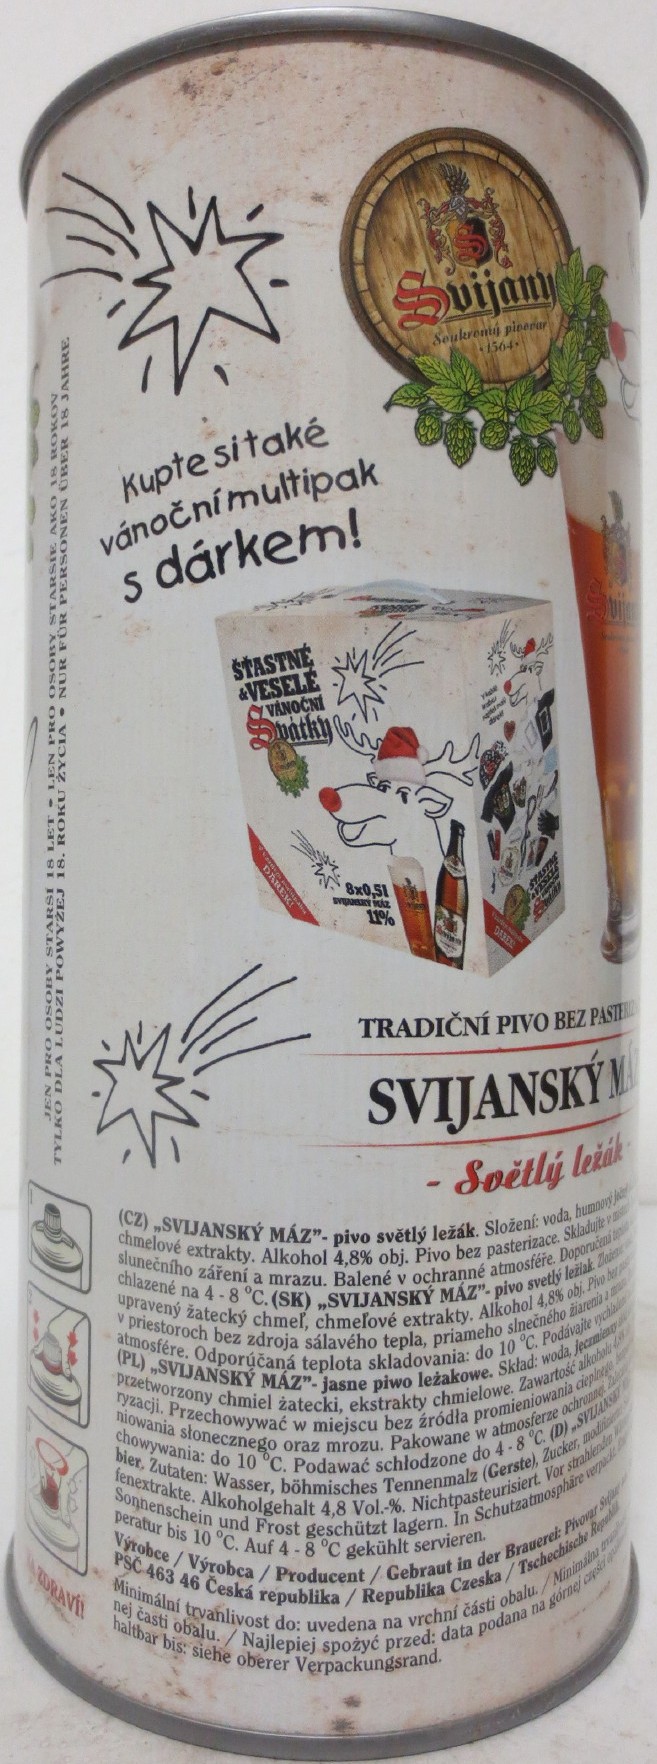 Svijany
Soukromý pivovar
·1564·
Kupte si také
vánoční multipak
s dárkem!
ŠŤASTNÉ
&VESELÉ
VÁNOČNÍ
Svátky
DÁREK!
8x0,5l
SVIJANSKÝ MÁZ
11%
DÁREK!
JEN PRO OSOBY STARŠÍ 18 LET • LEN PRO OSOBY STARŠIE AKO 18 ROKOV
TYLKO DLA LUDZI POWYŻEJ 18. ROKU ŻYCIA • NUR FÜR PERSONEN ÜBER 18 JAHRE
TRADIČNÍ PIVO BEZ
SVIJANSKÝ
- Světlý ležák -
(CZ) „SVIJANSKÝ MÁZ”- pivo světlý ležák. Složení: voda, humnový
chmelové extrakty. Alkohol 4,8% obj. Pivo bez pasterizace. Skladujte v
slunečního záření a mrazu. Balené v ochranné atmosféře. Doporučená
chlazené na 4 - 8 °C. (SK) „SVIJANSKÝ MÁZ”- pivo svetlý ležiak.
upravený žatecký chmeľ, chmeľové extrakty. Alkohol 4,8% obj. Pivo bez
v priestoroch bez zdroja sálavého tepla, priameho slnečného žiarenia a
atmosfére. Odporúčaná teplota skladovania: do 10 °C. Podávajte
(PL) „SVIJANSKÝ MÁZ”- jasne piwo leżakowe. Skład: woda, jęczmienny
przetworzony chmiel żatecki, ekstrakty chmielowe. Zawartość alkoholu
ryzacji. Przechowywać w miejscu bez źródła promieniowania cieplnego,
niowania słonecznego oraz mrozu. Pakowane w atmosferze ochronnej.
chowywania: do 10 °C. Podawać schłodzone do 4 - 8 °C. (D) „SVIJANSKÝ
bier. Zutaten: Wasser, böhmisches Tennenmalz (Gerste), Zucker,
fenextrakte. Alkoholgehalt 4,8 Vol.-%. Nichtpasteurisiert. Vor strahlender
Sonnenschein und Frost geschützt lagern. In Schutzatmosphäre verpackt.
peratur bis 10 °C. Auf 4 - 8 °C gekühlt servieren.
Výrobce / Výrobca / Producent / Gebraut in der Brauerei: Pivovar Svijany
PSČ 463 46 Česká republika / Republika Czeska / Tschechische Republik
Minimální trvanlivost do: uvedena na vrchní části obalu. / Minimálna
nej časti obalu. / Najlepiej spożyć przed: data podana na górnej części
haltbar bis: siehe oberer Verpackungsrand.
ZDRAVÍ!